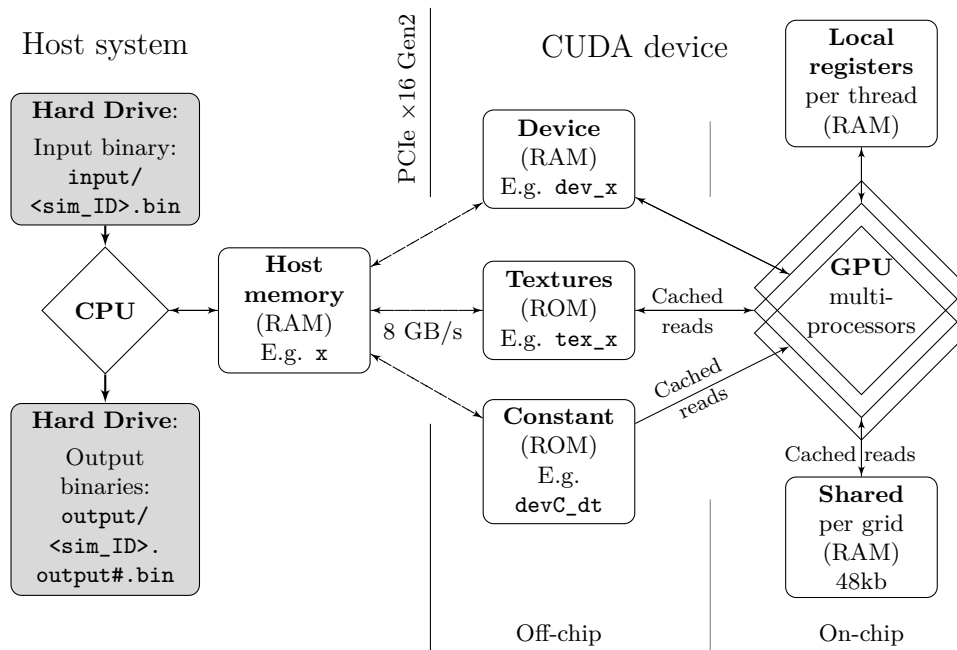 Host system
PCIe ×16 Gen2
CUDA device
Hard Drive:
Input binary:
input/
<sim_ID>.bin
CPU
Hard Drive:
Output
binaries:
output/
<sim_ID>.
output#.bin
Host
memory
(RAM)
E.g. x
8 GB/s
Device
(RAM)
E.g. dev_x
Textures
(ROM)
E.g. tex_x
Constant
(ROM)
E.g.
devC_dt
Cached
reads
Cached
reads
Local
registers
per thread
(RAM)
GPU
multi-
processors
Cached reads
Shared
per grid
(RAM)
48kb
Off-chip
On-chip